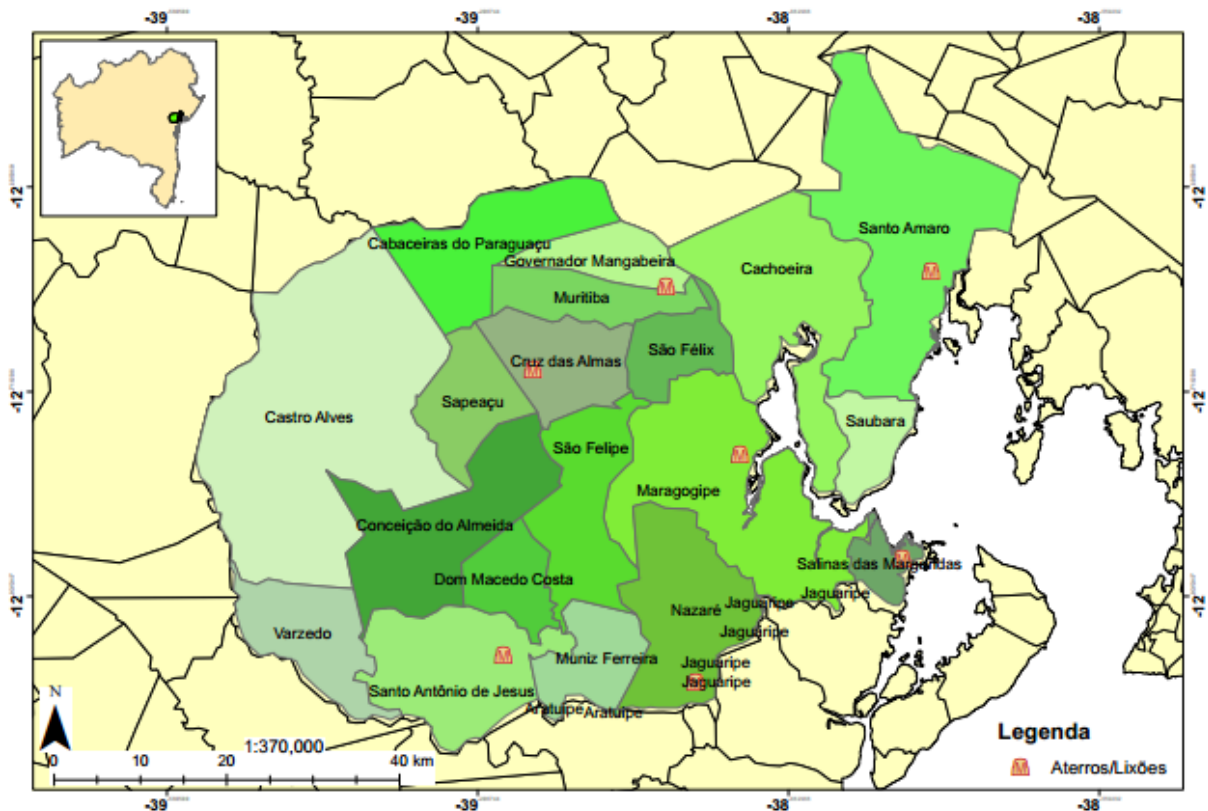 -39
-39
-38
-38
-12
-12
-12
-12
-12
-12
Santo Amaro
Cabaceiras do Paraguaçu
Governador Mangabeira
Cachoeira
Muritiba
São Félix
Cruz das Almas
Sapeaçu
Castro Alves
Saubara
São Felipe
Maragogipe
Conceição do Almeida
Salinas das Margaridas
Dom Macedo Costa
Jaguaripe
Nazaré
Jaguaripe
Jaguaripe
Varzedo
Muniz Ferreira
Jaguaripe
Jaguaripe
Santo Antônio de Jesus
Aratuipe
Aratuipe
N
1:370,000
0 10 20 40 km
Legenda
Aterros/Lixões
-39
-39
-38
-38